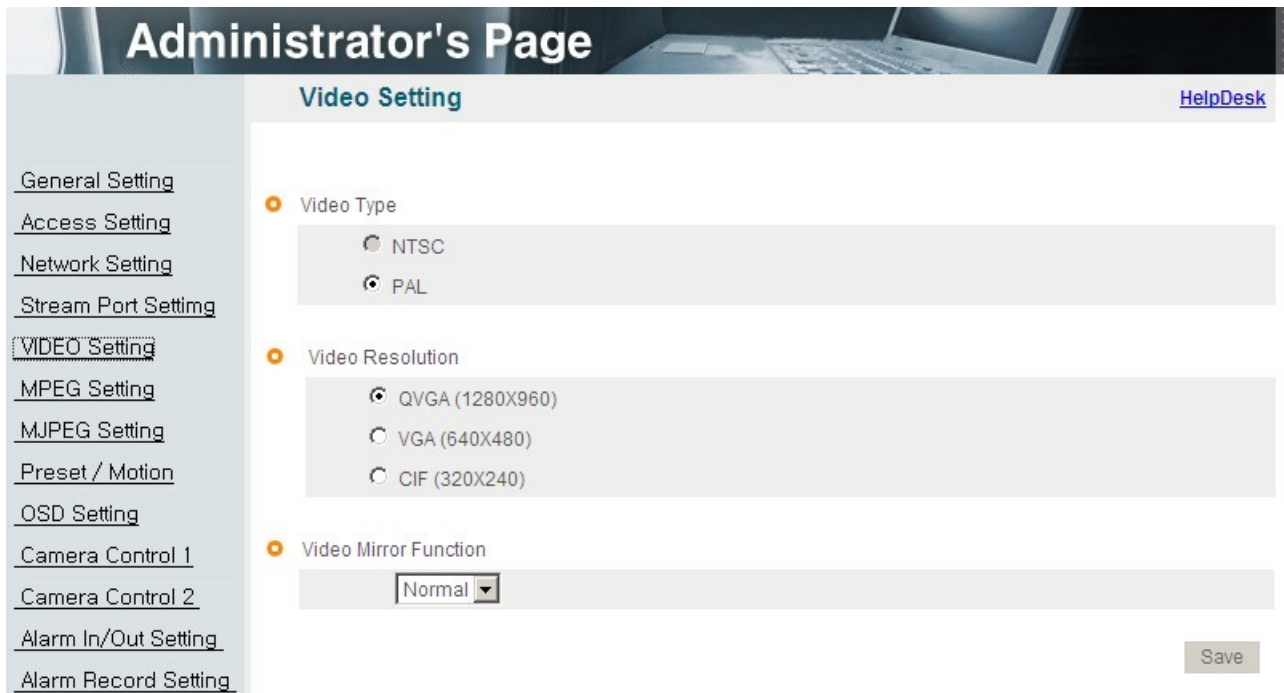 Administrator's Page
Video Setting
HelpDesk
General Setting
Access Setting
Network Setting
Stream Port Settimg
VIDEO Setting
MPEG Setting
MJPEG Setting
Preset / Motion
OSD Setting
Camera Control 1
Camera Control 2
Alarm In/Out Setting
Alarm Record Setting
Video Type
NTSC
PAL
Video Resolution
QVGA (1280X960)
VGA (640X480)
CIF (320X240)
Video Mirror Function
Normal
Save